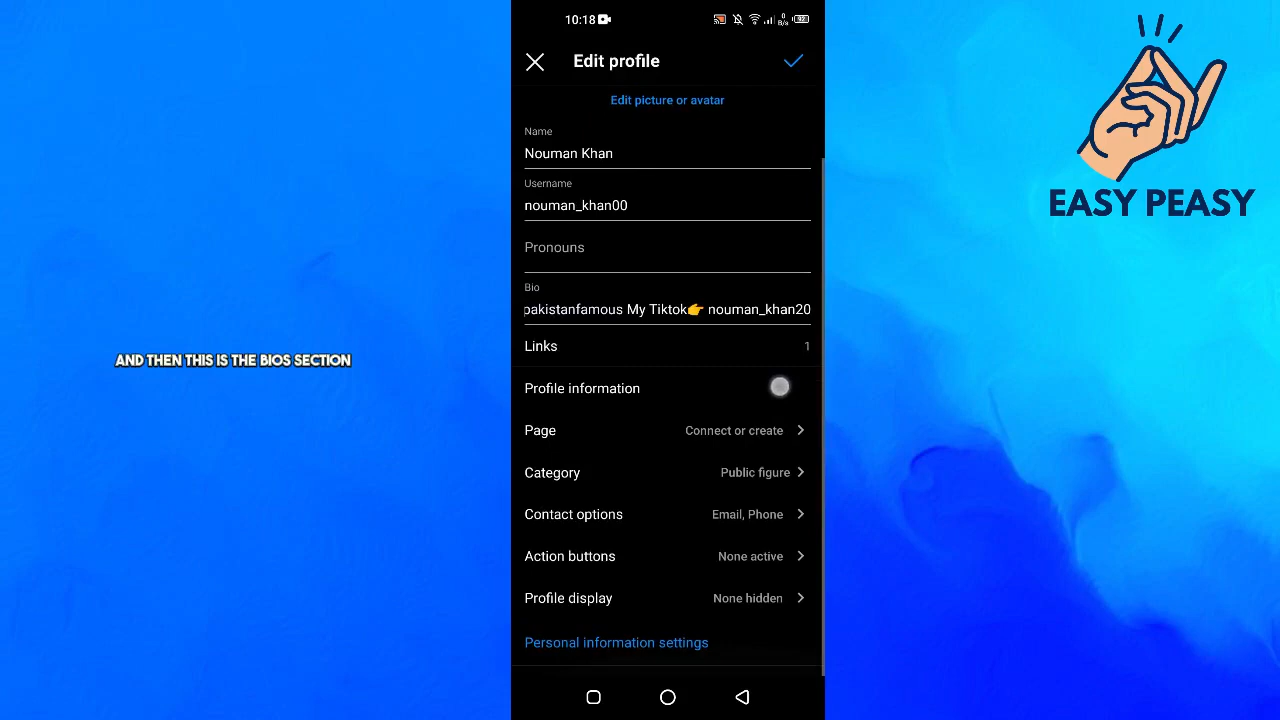 10:18
0
B/s
92
Edit profile
Edit picture or avatar
Name
Nouman Khan
Username
nouman_khan00
Pronouns
Bio
pakistanfamous My Tiktok👉 nouman_khan20
Links 1
Profile information
Page Connect or create
Category Public figure
Contact options Email, Phone
Action buttons None active
Profile display None hidden
Personal information settings
AND THEN THIS IS THE BIOS SECTION
EASY PEASY